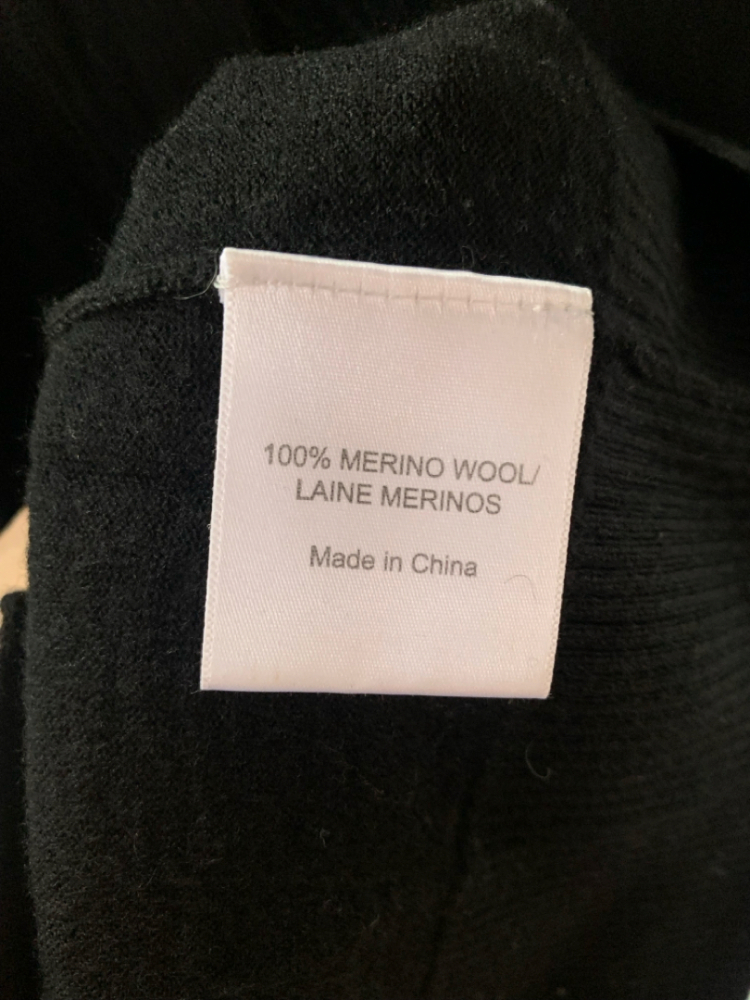 100% MERINO WOOL/
LAINE MERINOS
Made in China